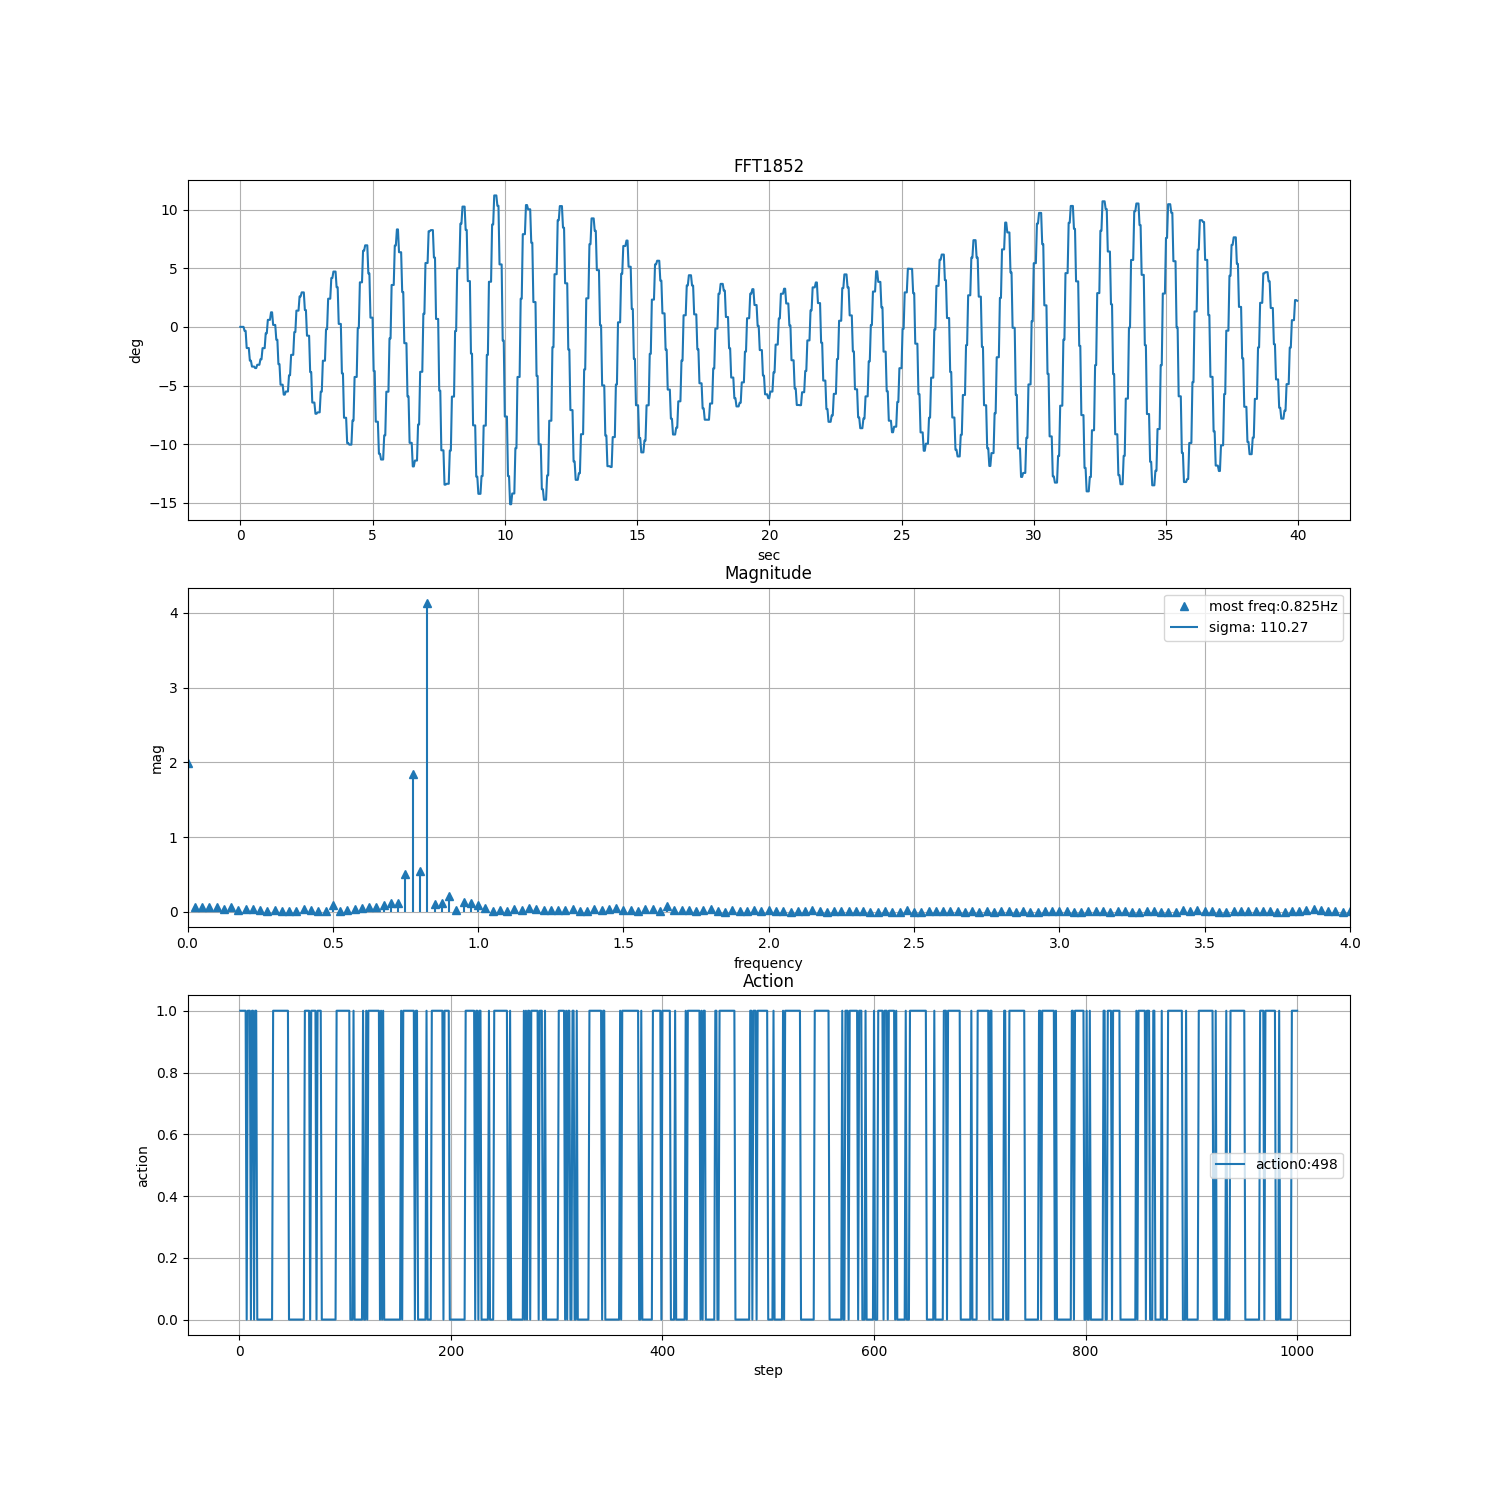 FFT1852
10
5
0
−5
−10
−15
deg
0 5 10 15 20 25 30 35 40
sec
Magnitude
most freq:0.825Hz
sigma: 110.27
4
3
2
1
0
mag
0.0 0.5 1.0 1.5 2.0 2.5 3.0 3.5 4.0
frequency
Action
1.0
0.8
0.6
0.4
0.2
0.0
action
action0:498
0 200 400 600 800 1000
step